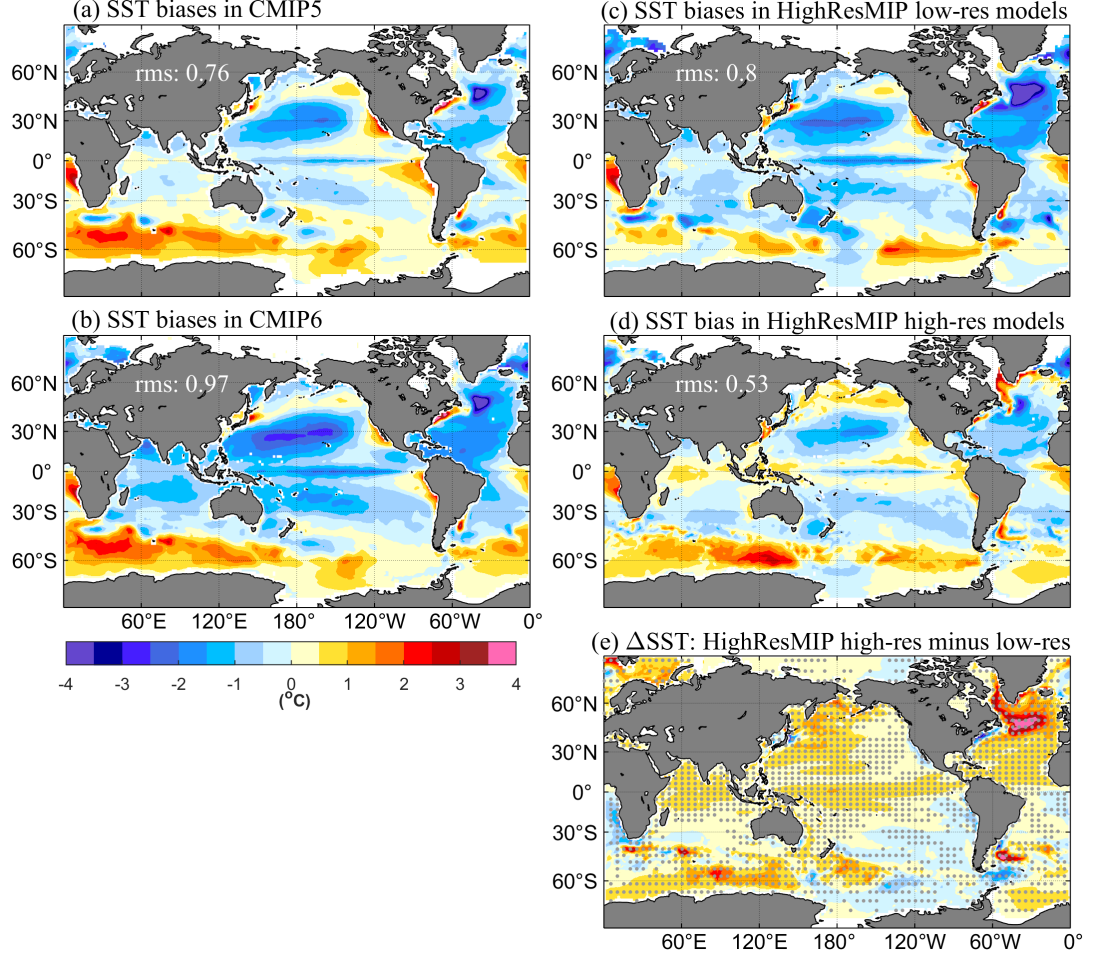 (a) SST biases in CMIP5
rms: 0.76
60°N
30°N
0°
30°S
60°S
(c) SST biases in HighResMIP low-res models
rms: 0.8
60°N
30°N
0°
30°S
60°S
(b) SST biases in CMIP6
rms: 0.97
60°N
30°N
0°
30°S
60°S
60°E 120°E 180°W 120°W 60°W 0°
(d) SST bias in HighResMIP high-res models
rms: 0.53
60°N
30°N
0°
30°S
60°S
-4 -3 -2 -1 0 1 2 3 4
(°C)
(e) ΔSST: HighResMIP high-res minus low-res
60°N
30°N
0°
30°S
60°S
60°E 120°E 180°W 120°W 60°W 0°